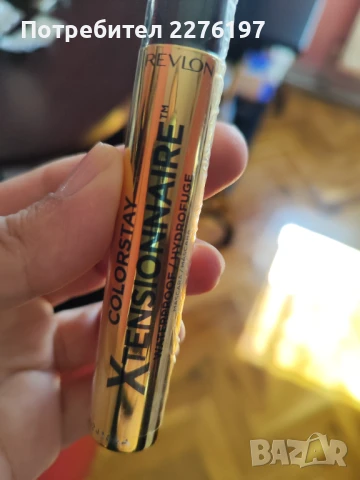 Потребител 2276197
REVLON
COLORSTAY
XTENSIONNAIRE™
WATERPROOF / HYDROFUGE
BAZAR